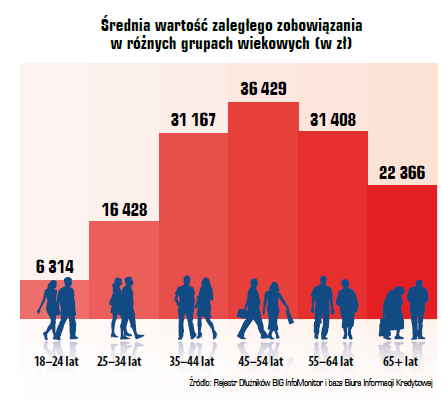 Średnia wartość zaległego zobowiązania
w różnych grupach wiekowych (w zł)
36 429
31 167
31 408
22 366
16 428
6 314
18–24 lat 25–34 lat 35–44 lat 45–54 lat 55–64 lat 65+ lat
Źródło: Rejestr Dłużników BIG InfoMonitor i baza Biura Informacji Kredytowej